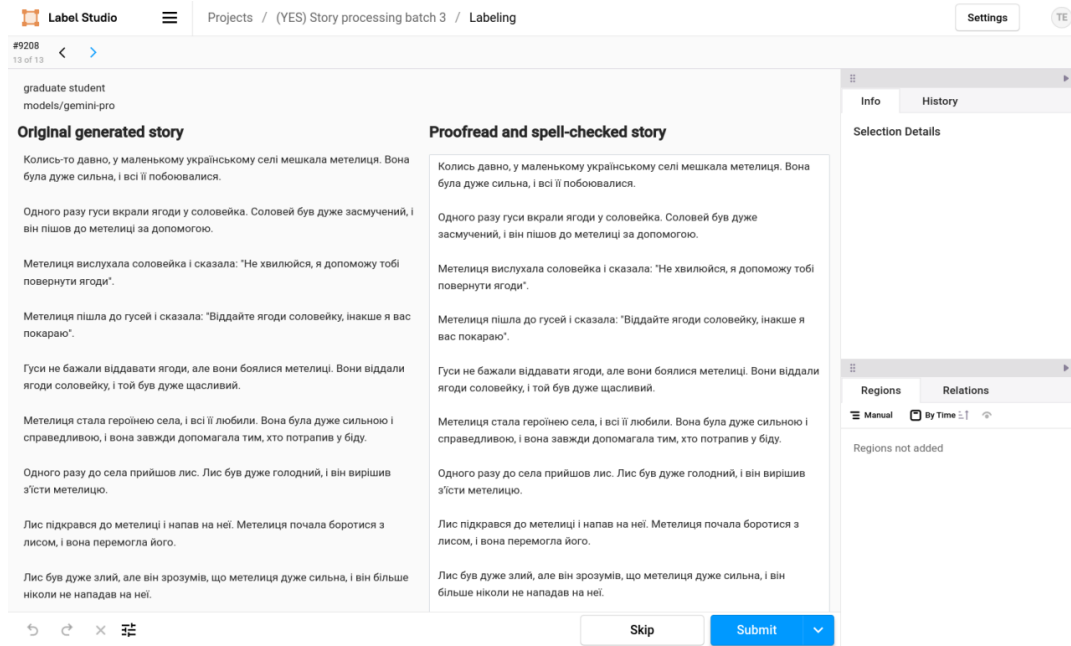 Label Studio
Projects / (YES) Story processing batch 3 / Labeling
Settings
TE
#9208
13 of 13
graduate student
models/gemini-pro
Original generated story
Колись-то давно, у маленькому українському селі мешкала метелиця. Вона
була дуже сильна, і всі її побоювалися.
Одного разу гуси вкрали ягоди у соловейка. Соловей був дуже засмучений, і
він пішов до метелиці за допомогою.
Метелиця вислухала соловейка і сказала: "Не хвилюйся, я допоможу тобі
повернути ягоди".
Метелиця пішла до гусей і сказала: "Віддайте ягоди соловейку, інакше я вас
покараю".
Гуси не бажали віддавати ягоди, але вони боялися метелиці. Вони віддали
ягоди соловейку, і той був дуже щасливий.
Метелиця стала героїнею села, і всі її любили. Вона була дуже сильною і
справедливою, і вона завжди допомагала тим, хто потрапив у біду.
Одного разу до села прийшов лис. Лис був дуже голодний, і він вирішив
з'їсти метелицю.
Лис підкрався до метелиці і напав на неї. Метелиця почала боротися з
лисом, і вона перемогла його.
Лис був дуже злий, але він зрозумів, що метелиця дуже сильна, і він більше
ніколи не нападав на неї.
Proofread and spell-checked story
Колись давно, у маленькому українському селі мешкала метелиця. Вона
була дуже сильна, і всі її побоювалися.
Одного разу гуси вкрали ягоди у соловейка. Соловей був дуже
засмучений, і він пішов до метелиці за допомогою.
Метелиця вислухала соловейка і сказала: "Не хвилюйся, я допоможу тобі
повернути ягоди".
Метелиця пішла до гусей і сказала: "Віддайте ягоди соловейку, інакше я
вас покараю".
Гуси не бажали віддавати ягоди, але вони боялися метелиці. Вони віддали
ягоди соловейку, і той був дуже щасливий.
Метелиця стала героїнею села, і всі її любили. Вона була дуже сильною і
справедливою, і вона завжди допомагала тим, хто потрапив у біду.
Одного разу до села прийшов лис. Лис був дуже голодний, і він вирішив
з'їсти метелицю.
Лис підкрався до метелиці і напав на неї. Метелиця почала боротися з
лисом, і вона перемогла його.
Лис був дуже злий, але він зрозумів, що метелиця дуже сильна, і він
більше ніколи не нападав на неї.
Skip
Submit
Info History
Selection Details
Regions Relations
Manual By Time
Regions not added